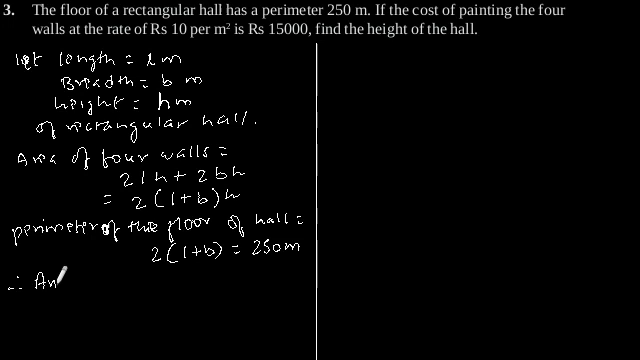 3. The floor of a rectangular hall has a perimeter 250 m. If the cost of painting the four
walls at the rate of Rs 10 per m² is Rs 15000, find the height of the hall.
let length = l m
Breadth = b m
height = h m
of rectangular hall.
Area of four walls =
2lh + 2bh
= 2(l+b)h
perimeter of the floor of hall =
2(l+b) = 250m
∴ An